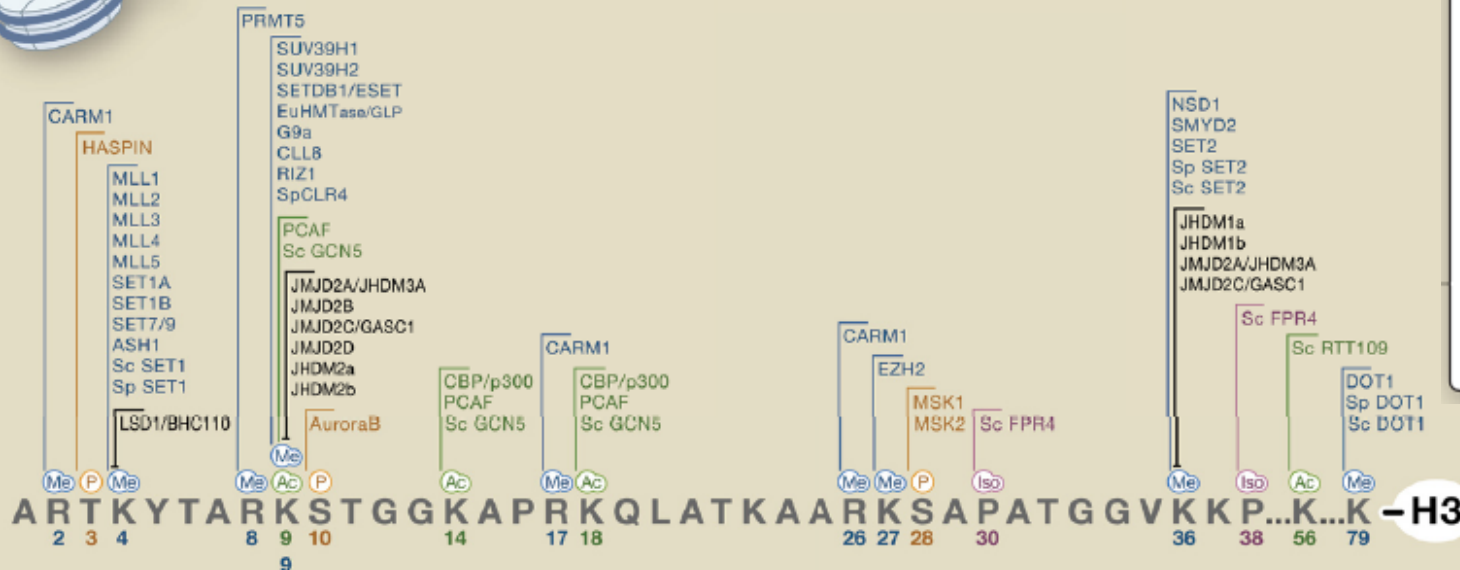 PRMT5
SUV39H1
SUV39H2
SETDB1/ESET
EuHMTase/GLP
G9a
CLL8
RIZ1
SpCLR4
CARM1
HASPIN
MLL1
MLL2
MLL3
MLL4
MLL5
SET1A
SET1B
SET7/9
ASH1
Sc SET1
Sp SET1
LSD1/BHC110
PCAF
Sc GCN5
JMJD2A/JHDM3A
JMJD2B
JMJD2C/GASC1
JMJD2D
JHDM2a
JHDM2b
AuroraB
CBP/p300
PCAF
Sc GCN5
CARM1
CBP/p300
PCAF
Sc GCN5
CARM1
EZH2
MSK1
MSK2
Sc FPR4
NSD1
SMYD2
SET2
Sp SET2
Sc SET2
JHDM1a
JHDM1b
JMJD2A/JHDM3A
JMJD2C/GASC1
Sc FPR4
Sc RTT109
DOT1
Sp DOT1
Sc DOT1
Me
Me P Me Me Ac P Ac Me Ac Me Me P Iso Me Iso Ac Me
A R T K Y T A R K S T G G K A P R K Q L A T K A A R K S A P A T G G V K K P...K...K –H3
2 3 4 8 9 10 14 17 18 26 27 28 30 36 38 56 79
9